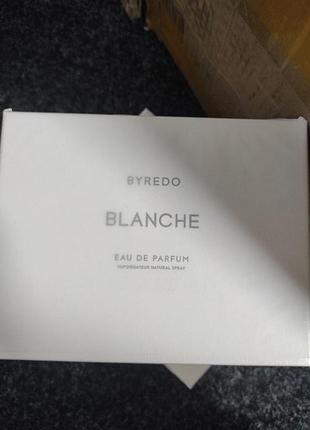 BYREDO
BLANCHE
EAU DE PARFUM
VAPORISATEUR NATURAL SPRAY